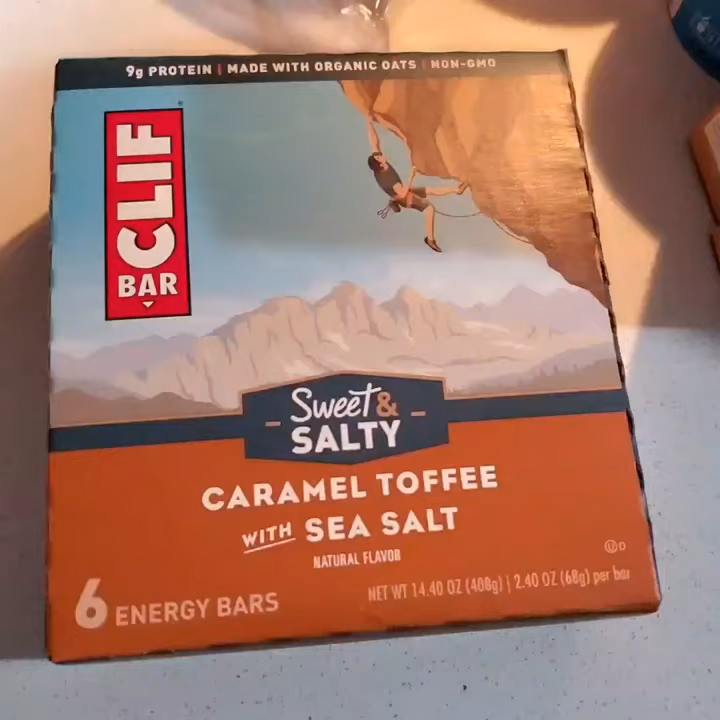 9g PROTEIN | MADE WITH ORGANIC OATS | NON-GMO
CLIF
BAR
Sweet &
SALTY
CARAMEL TOFFEE
WITH SEA SALT
NATURAL FLAVOR
U D
6 ENERGY BARS
NET WT 14.40 OZ (408g) | 2.40 OZ (68g) per bar